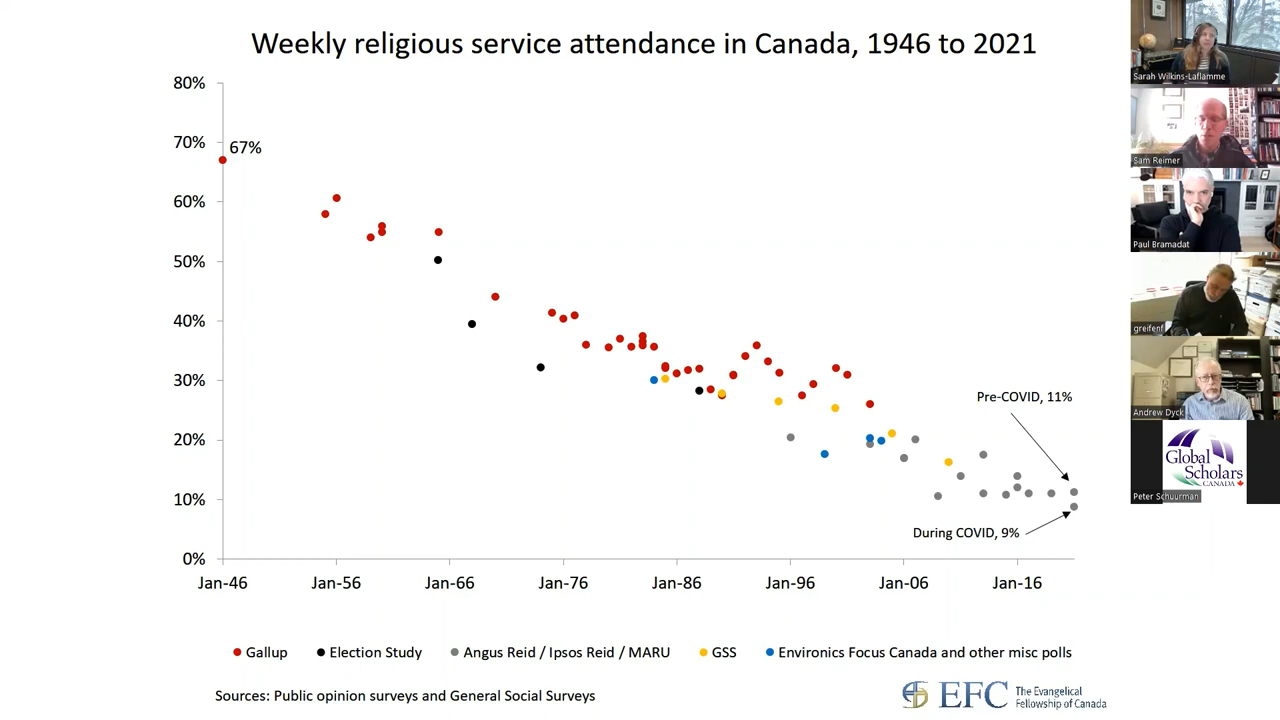 Weekly religious service attendance in Canada, 1946 to 2021
80%
70%
67%
60%
50%
40%
30%
20%
10%
0%
Pre-COVID, 11%
During COVID, 9%
Jan-46 Jan-56 Jan-66 Jan-76 Jan-86 Jan-96 Jan-06 Jan-16
Gallup Election Study Angus Reid / Ipsos Reid / MARU GSS Environics Focus Canada and other misc polls
Sources: Public opinion surveys and General Social Surveys
EFC
The Evangelical
Fellowship of Canada
Sarah Wilkins-Laflamme
Sam Reimer
Paul Bramadat
greifenf
Andrew Dyck
Global
Scholars
CANADA
Peter Schuurman